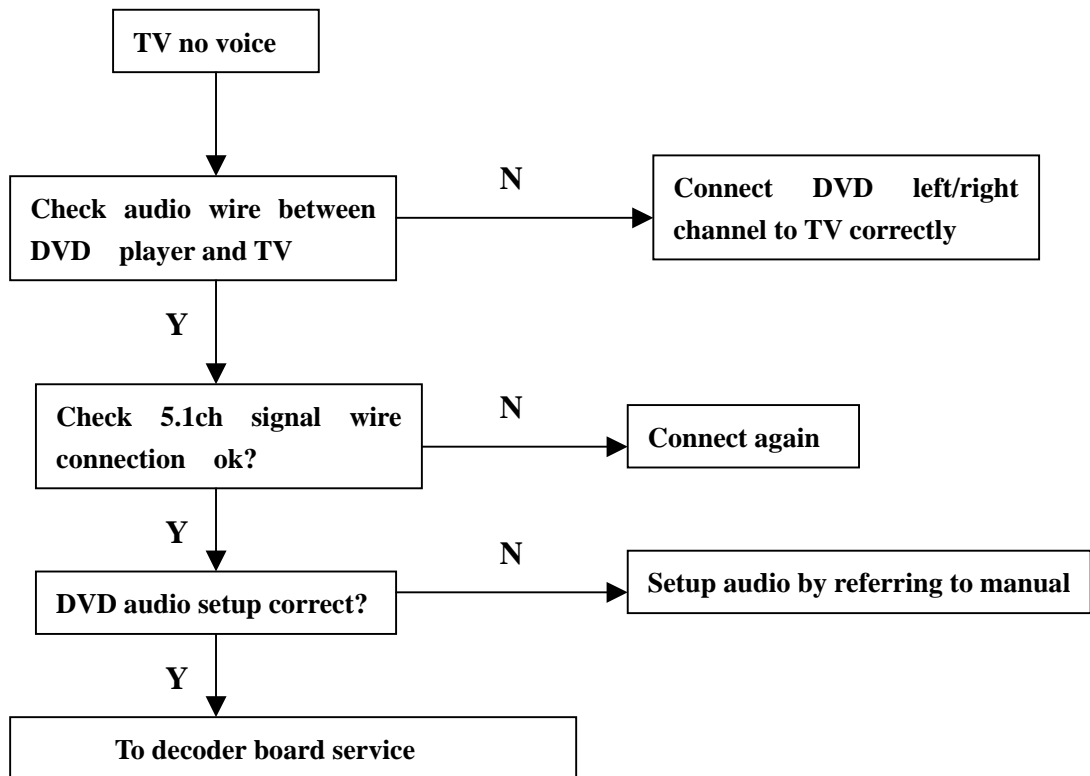 TV no voice
N
Check audio wire between
DVD player and TV
Connect DVD left/right
channel to TV correctly
Y
N
Check 5.1ch signal wire
connection ok?
Connect again
Y
N
DVD audio setup correct?
Setup audio by referring to manual
Y
To decoder board service